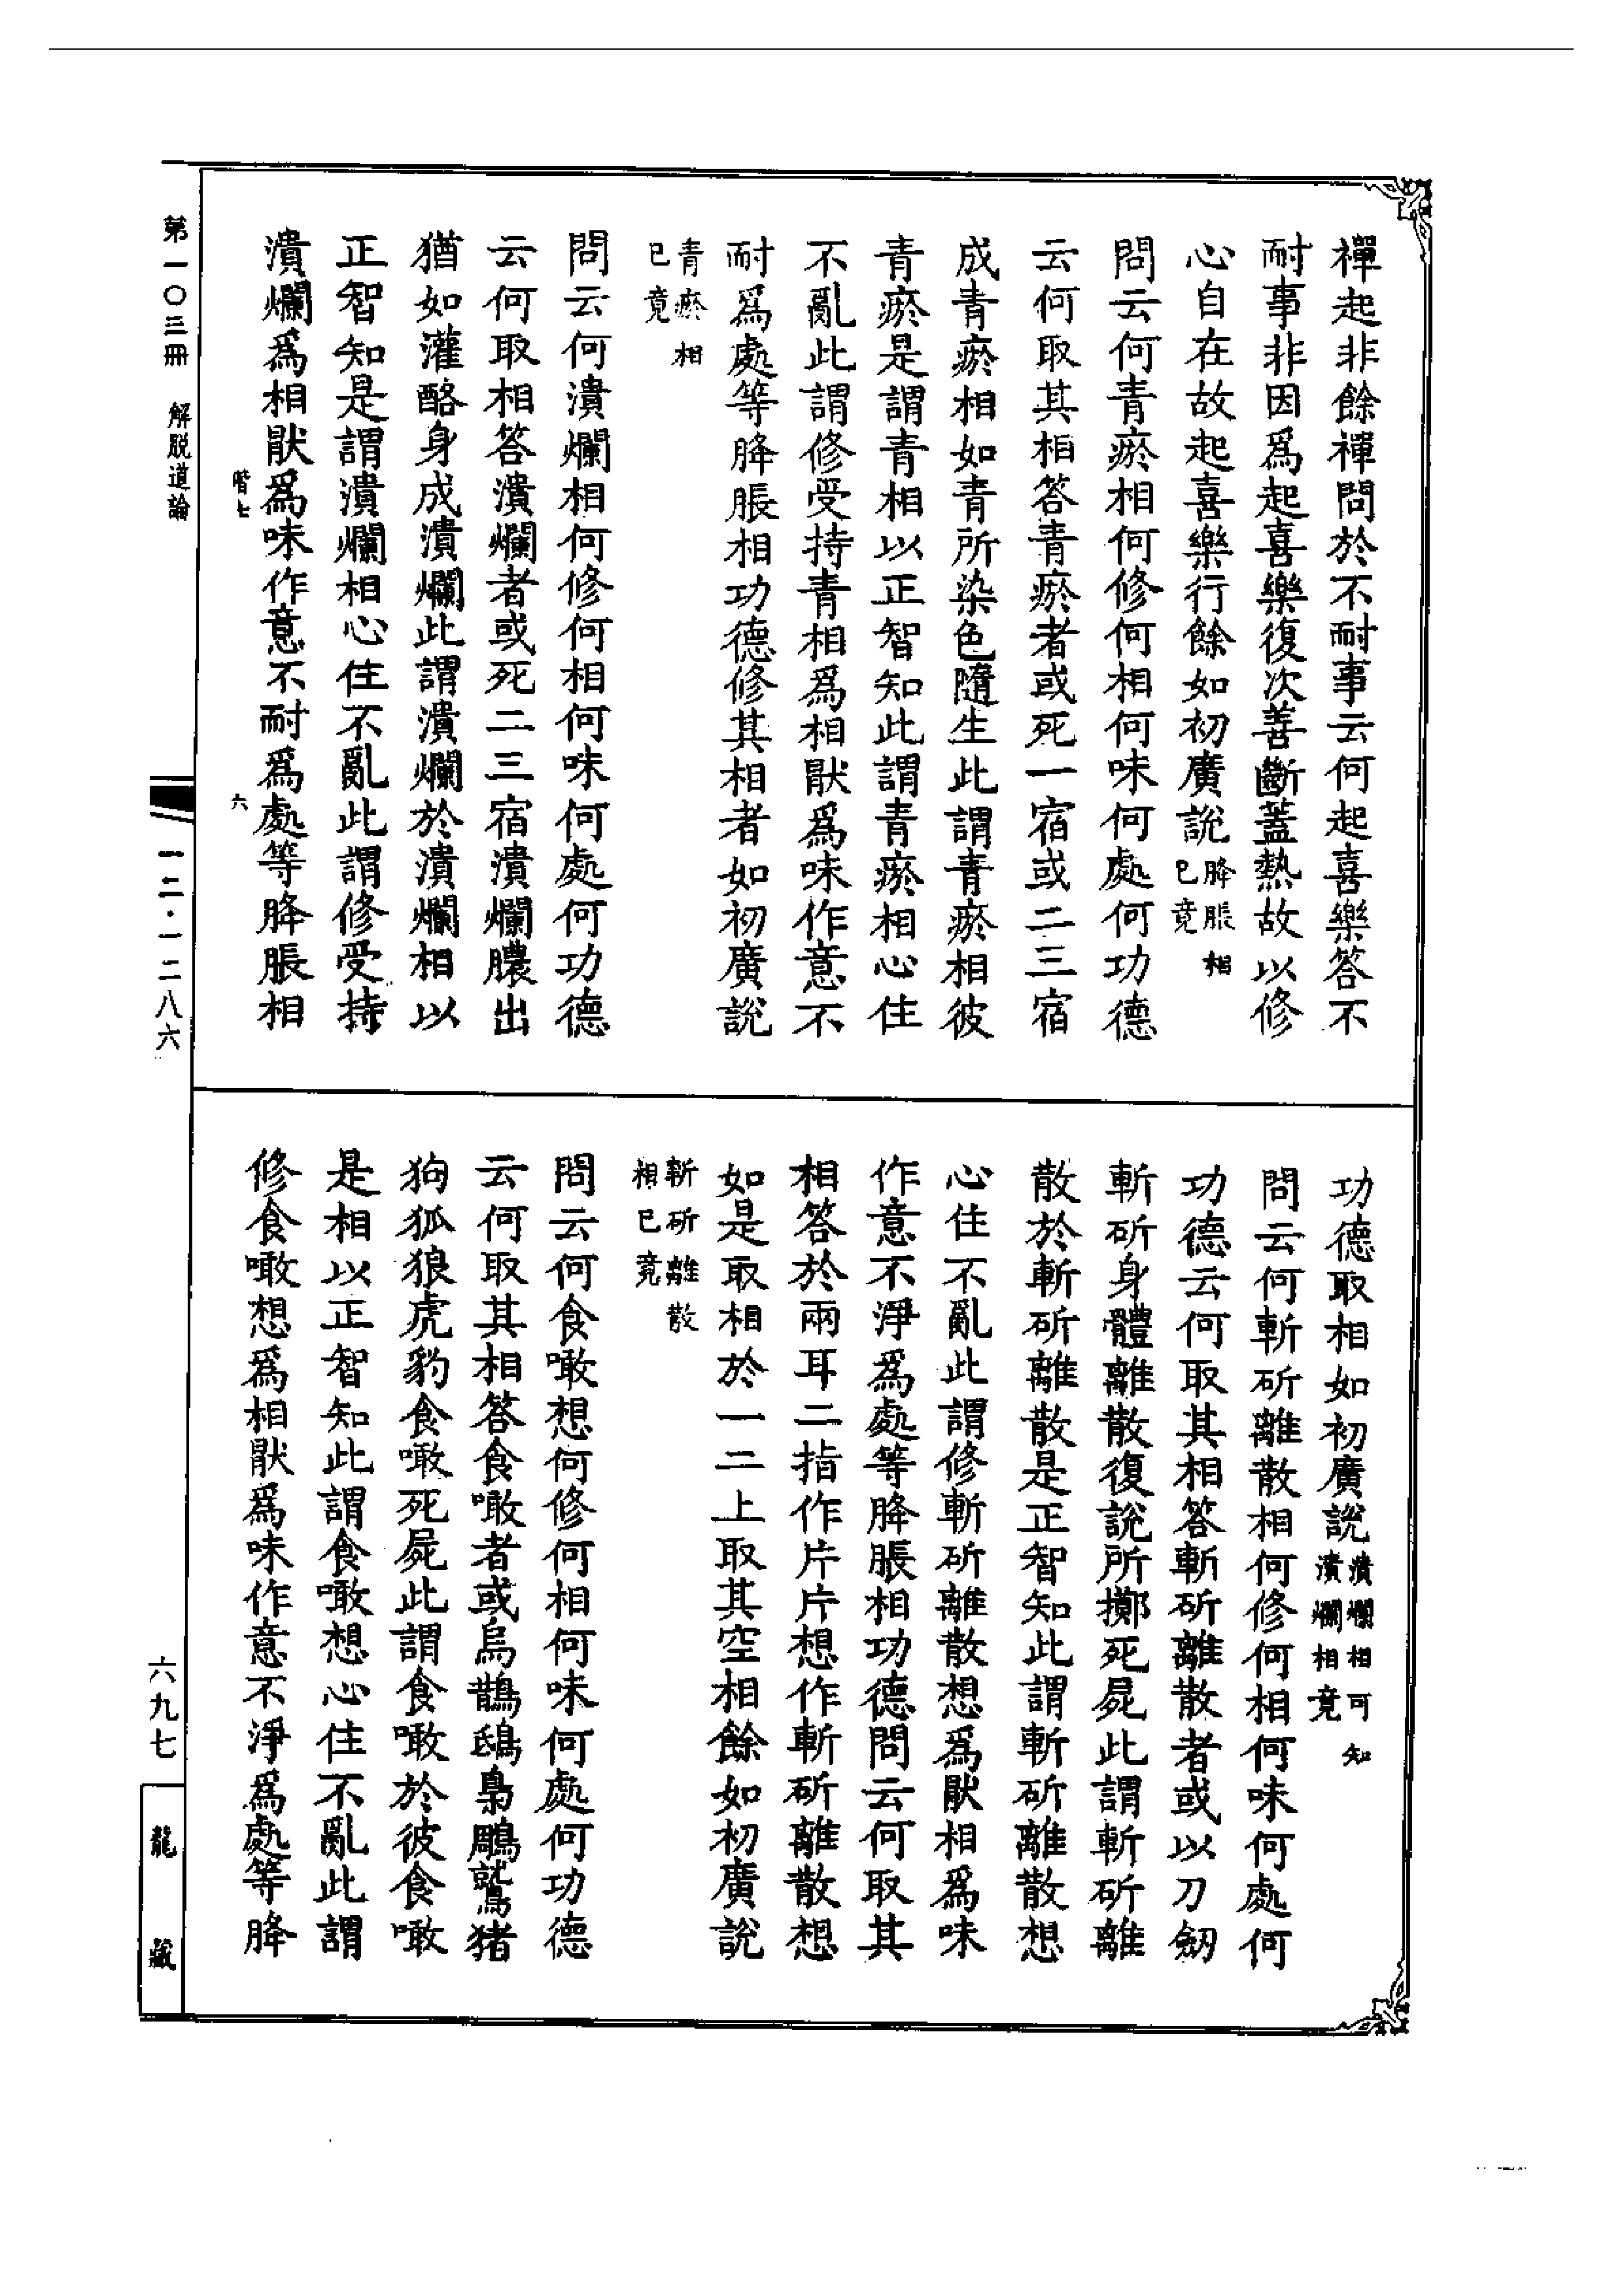 禪起非餘禪問於不耐事云何起喜樂答不
耐事非因爲起喜樂復次善斷蓋熱故以修
心自在故起喜樂行餘如初廣說胮脹相已竟
問云何青瘀相何修何相何味何處何功德
云何取其相答青瘀者或死一宿或二三宿
成青瘀相如青所染色隨生此謂青瘀相彼
青瘀是謂青相以正智知此謂青瘀相心住
不亂此謂修受持青相爲相猒爲味作意不
耐爲處等胮脹相功德修其相者如初廣說
青瘀相已竟
問云何潰爛相何修何相何味何處何功德
云何取相答潰爛者或死二三宿潰爛膿出
猶如灌酪身成潰爛此謂潰爛於潰爛相以
正智知是謂潰爛相心住不亂此謂修受持
潰爛爲相猒爲味作意不耐爲處等胮脹相
階七
六
功德取相如初廣說潰爛相可知潰爛相竟
問云何斬斫離散相何修何相何味何處何
功德云何取其相答斬斫離散者或以刀劒
斬斫身體離散復說所擲死屍此謂斬斫離
散於斬斫離散是正智知此謂斬斫離散想
心住不亂此謂修斬斫離散想爲猒相爲味
作意不淨爲處等胮脹相功德問云何取其
相答於兩耳二指作片片想作斬斫離散想
如是取相於一二上取其空相餘如初廣說
斬斫離散相已竟
問云何食噉想何修何相何味何處何功德
云何取其相答食噉者或烏鵲鴟梟鵰鷲猪
狗狐狼虎豹食噉死屍此謂食噉於彼食噉
是相以正智知此謂食噉想心住不亂此謂
修食噉想爲相猒爲味作意不淨爲處等胮
第一〇三冊 解脱道論
一二·一二八六
六九七
龍藏